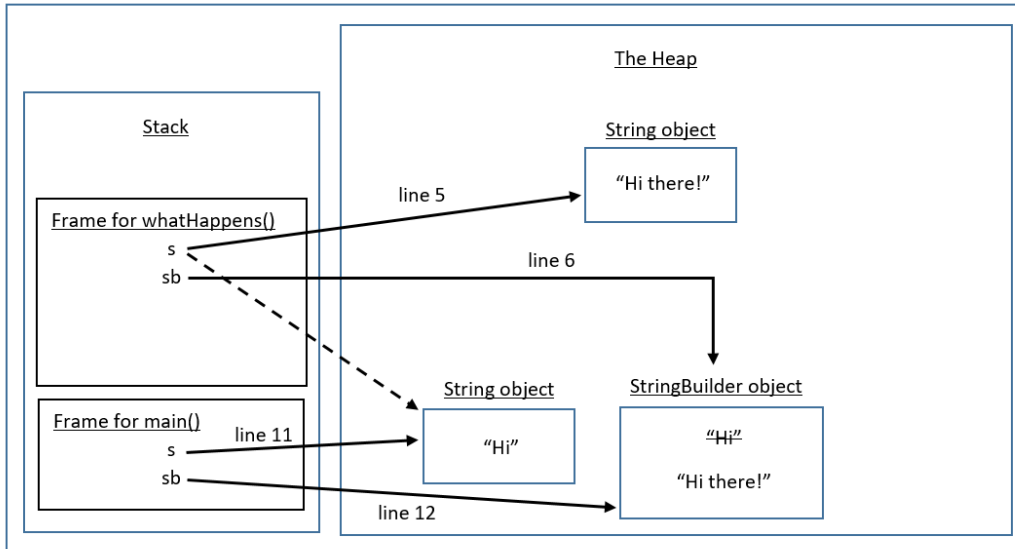 The Heap
Stack
String object
“Hi there!”
line 5
Frame for whatHappens()
s
sb
line 6
String object
“Hi”
StringBuilder object
“Hi”
“Hi there!”
Frame for main()
s
line 11
sb
line 12